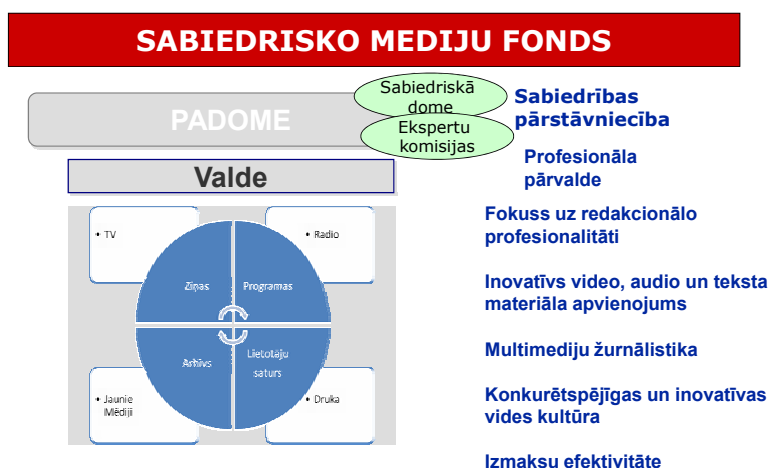 SABIEDRISKO MEDIJU FONDS
PADOME
Sabiedriskā
dome
Ekspertu
komisijas
Sabiedrības
pārstāvniecība
Valde
Profesionāla
pārvalde
• TV
• Radio
Ziņas
Programas
Arhīvs
Lietotāju
saturs
• Jaunie
Mēdiji
• Druka
Fokuss uz redakcionālo
profesionalitāti
Inovatīvs video, audio un teksta
materiāla apvienojums
Multimediju žurnālistika
Konkurētspējīgas un inovatīvas
vides kultūra
Izmaksu efektivitāte